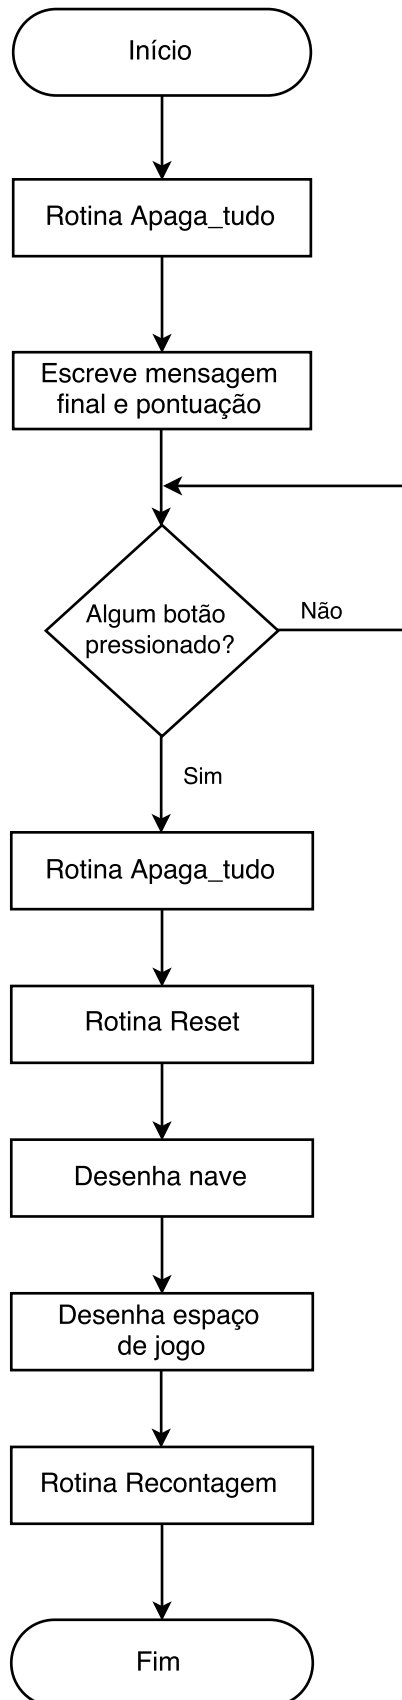 Início
Rotina Apaga_tudo
Escreve mensagem
final e pontuação
Algum botão
pressionado?
Não
Sim
Rotina Apaga_tudo
Rotina Reset
Desenha nave
Desenha espaço
de jogo
Rotina Recontagem
Fim